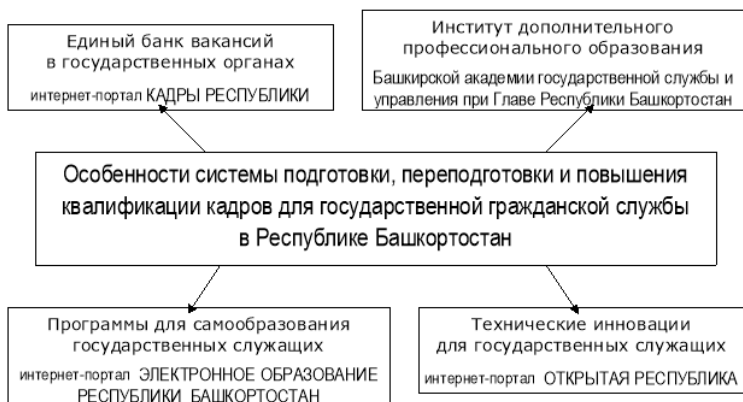 Единый банк вакансий
в государственных органах
интернет-портал КАДРЫ РЕСПУБЛИКИ
Институт дополнительного
профессионального образования
Башкирской академии государственной службы и
управления при Главе Республики Башкортостан
Особенности системы подготовки, переподготовки и повышения
квалификации кадров для государственной гражданской службы
в Республике Башкортостан
Программы для самообразования
государственных служащих
интернет-портал ЭЛЕКТРОННОЕ ОБРАЗОВАНИЕ
РЕСПУБЛИКИ БАШКОРТОСТАН
Технические инновации
для государственных служащих
интернет-портал ОТКРЫТАЯ РЕСПУБЛИКА